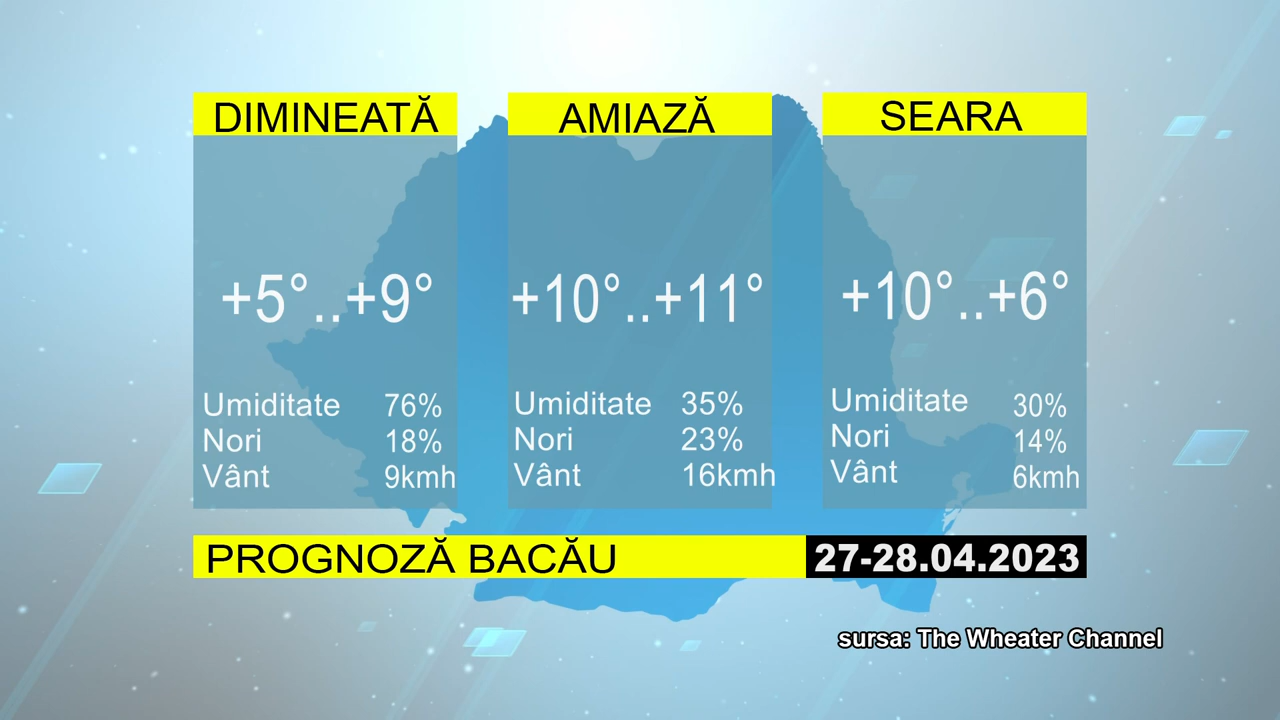 DIMINEATĂ
+5°..+9°
Umiditate 76%
Nori 18%
Vânt 9kmh
AMIAZĂ
+10°..+11°
Umiditate 35%
Nori 23%
Vânt 16kmh
SEARA
+10°..+6°
Umiditate 30%
Nori 14%
Vânt 6kmh
PROGNOZĂ BACĂU 27-28.04.2023
sursa: The Wheater Channel